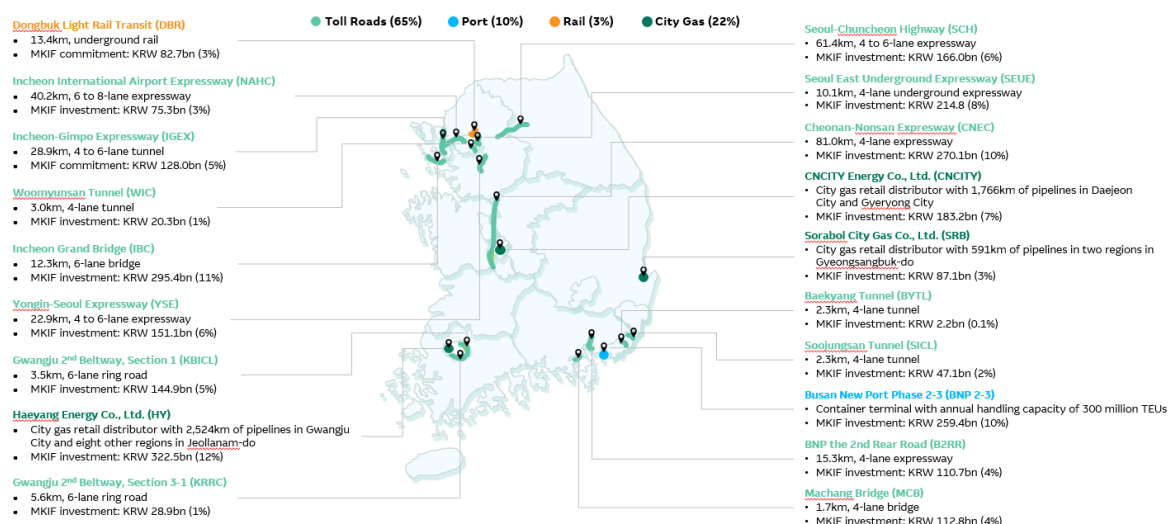 Toll Roads (65%)
Port (10%)
Rail (3%)
City Gas (22%)
Dongbuk Light Rail Transit (DBR)
▪ 13.4km, underground rail
▪ MKIF commitment: KRW 82.7bn (3%)
Incheon International Airport Expressway (NAHC)
▪ 40.2km, 6 to 8-lane expressway
▪ MKIF investment: KRW 75.3bn (3%)
Incheon-Gimpo Expressway (IGEX)
▪ 28.9km, 4 to 6-lane tunnel
▪ MKIF commitment: KRW 128.0bn (5%)
Woomyunsan Tunnel (WIC)
▪ 3.0km, 4-lane tunnel
▪ MKIF investment: KRW 20.3bn (1%)
Incheon Grand Bridge (IBC)
▪ 12.3km, 6-lane bridge
▪ MKIF investment: KRW 295.4bn (11%)
Yongin-Seoul Expressway (YSE)
▪ 22.9km, 4 to 6-lane expressway
▪ MKIF investment: KRW 151.1bn (6%)
Gwangju 2nd Beltway, Section 1 (KBICL)
▪ 3.5km, 6-lane ring road
▪ MKIF investment: KRW 144.9bn (5%)
Haeyang Energy Co., Ltd. (HY)
▪ City gas retail distributor with 2,524km of pipelines in Gwangju
City and eight other regions in Jeollanam-do
▪ MKIF investment: KRW 322.5bn (12%)
Gwangju 2nd Beltway, Section 3-1 (KRRC)
▪ 5.6km, 6-lane ring road
▪ MKIF investment: KRW 28.9bn (1%)
Seoul-Chuncheon Highway (SCH)
• 61.4km, 4 to 6-lane expressway
• MKIF investment: KRW 166.0bn (6%)
Seoul East Underground Expressway (SEUE)
• 10.1km, 4-lane underground expressway
• MKIF investment: KRW 214.8 (8%)
Cheonan-Nonsan Expresway (CNEC)
• 81.0km, 4-lane expressway
• MKIF investment: KRW 270.1bn (10%)
CNCITY Energy Co., Ltd. (CNCITY)
• City gas retail distributor with 1,766km of pipelines in Daejeon
City and Gyeryong City
• MKIF investment: KRW 183.2bn (7%)
Sorabol City Gas Co., Ltd. (SRB)
• City gas retail distributor with 591km of pipelines in two regions in
Gyeongsangbuk-do
• MKIF investment: KRW 87.1bn (3%)
Baekyang Tunnel (BYTL)
• 2.3km, 4-lane tunnel
• MKIF investment: KRW 2.2bn (0.1%)
Soojungsan Tunnel (SICL)
• 2.3km, 4-lane tunnel
• MKIF investment: KRW 47.1bn (2%)
Busan New Port Phase 2-3 (BNP 2-3)
• Container terminal with annual handling capacity of 300 million TEUs
• MKIF investment: KRW 259.4bn (10%)
BNP the 2nd Rear Road (B2RR)
• 15.3km, 4-lane expressway
• MKIF investment: KRW 110.7bn (4%)
Machang Bridge (MCB)
• 1.7km, 4-lane bridge
• MKIF investment: KRW 112.8bn (4%)